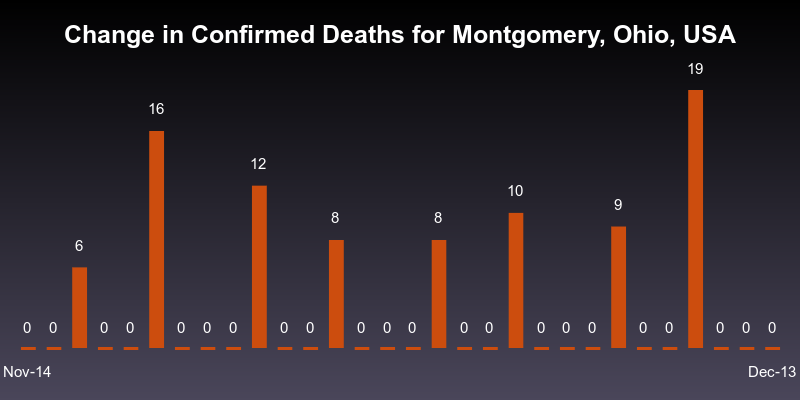 Change in Confirmed Deaths for Montgomery, Ohio, USA
0 0 6 0 0 16 0 0 0 12 0 0 8 0 0 0 8 0 0 10 0 0 0 9 0 0 19 0 0 0
Nov-14 Dec-13